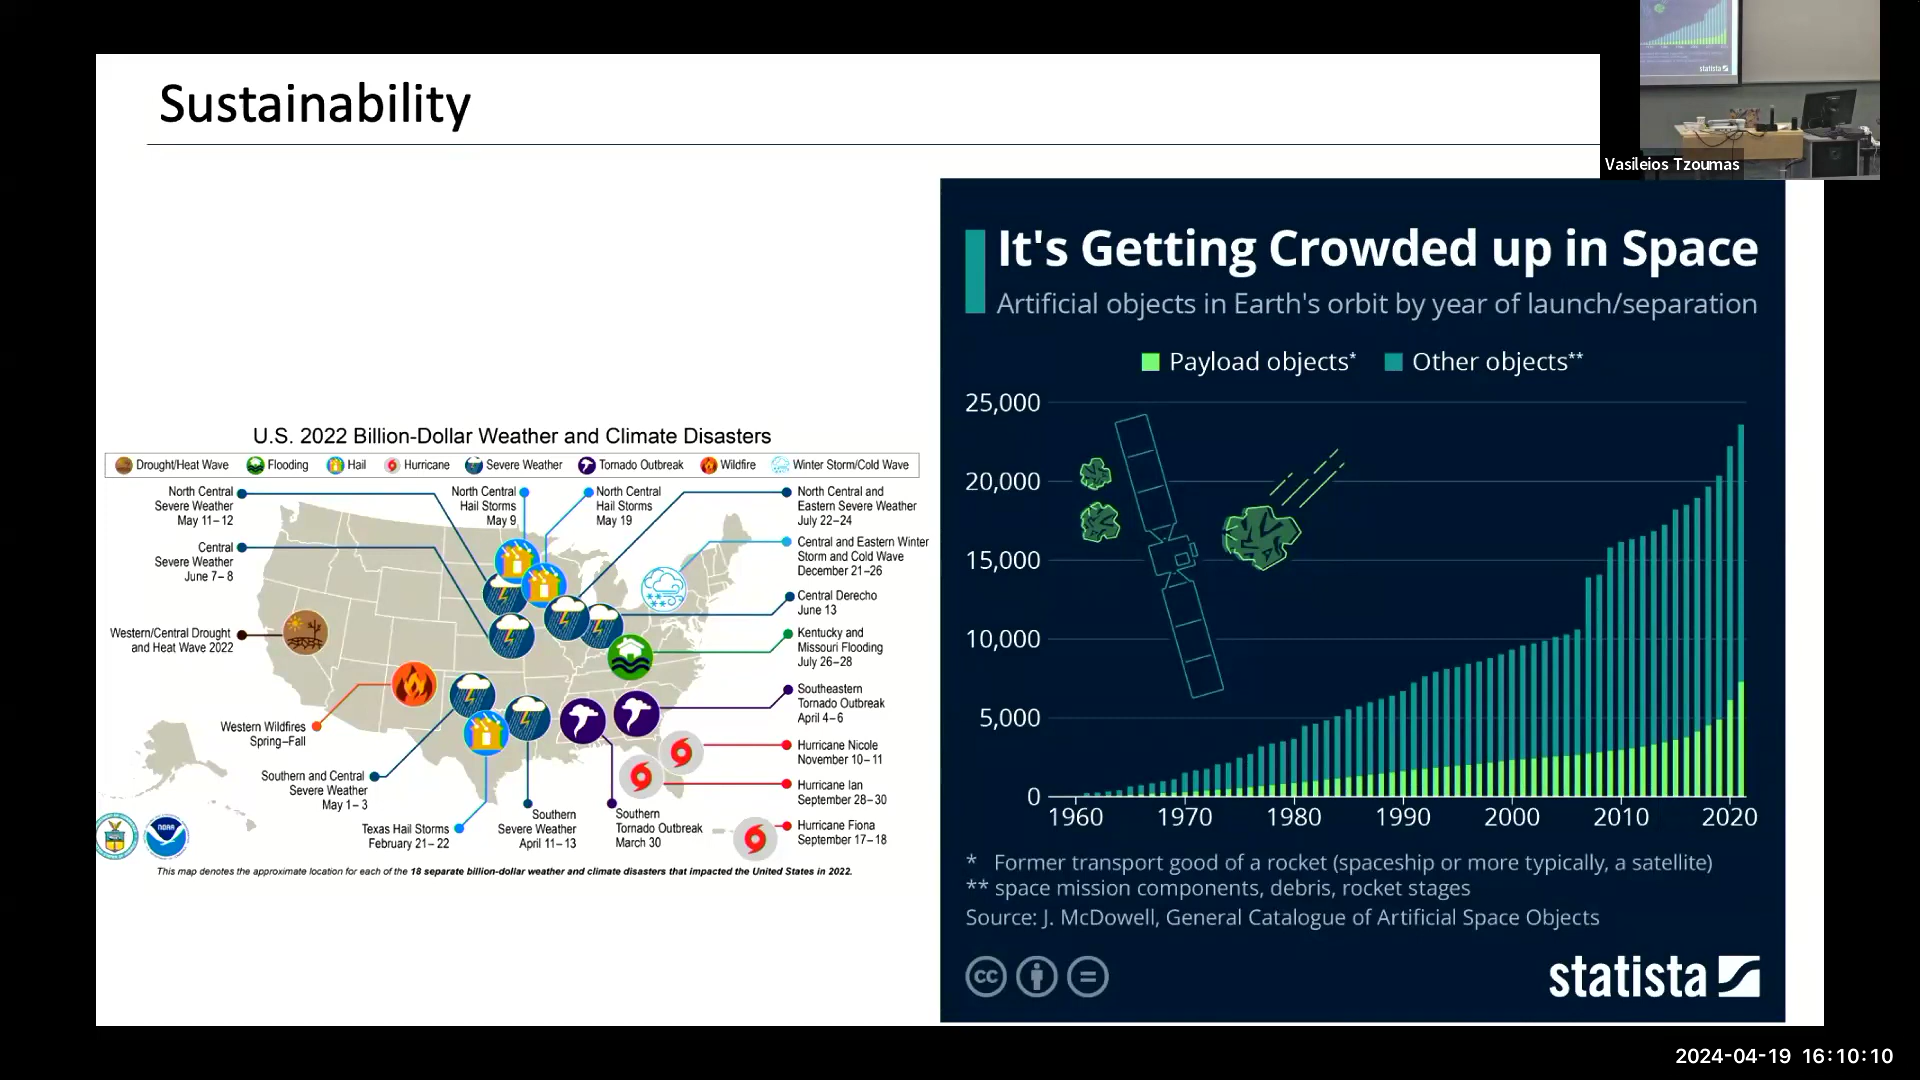 Sustainability
Vasileios Tzoumas
U.S. 2022 Billion-Dollar Weather and Climate Disasters
Drought/Heat Wave
Flooding
Hail
Hurricane
Severe Weather
Tornado Outbreak
Wildfire
Winter Storm/Cold Wave
North Central
Severe Weather
May 11–12
North Central
Hail Storms
May 9
North Central
Hail Storms
May 19
North Central and
Eastern Severe Weather
July 22–24
Central
Severe Weather
June 7–8
Central and Eastern Winter
Storm and Cold Wave
December 21–26
Central Derecho
June 13
Western/Central Drought
and Heat Wave 2022
Kentucky and
Missouri Flooding
July 26–28
Southeastern
Tornado Outbreak
April 4–6
Western Wildfires
Spring–Fall
Hurricane Nicole
November 10–11
Southern and Central
Severe Weather
May 1–3
Hurricane Ian
September 28–30
Texas Hail Storms
February 21–22
Southern
Severe Weather
April 11–13
Southern
Tornado Outbreak
March 30
Hurricane Fiona
September 17–18
NOAA
This map denotes the approximate location for each of the 18 separate billion-dollar weather and climate disasters that impacted the United States in 2022.
It's Getting Crowded up in Space
Artificial objects in Earth's orbit by year of launch/separation
Payload objects*
Other objects**
25,000
20,000
15,000
10,000
5,000
0
1960 1970 1980 1990 2000 2010 2020
* Former transport good of a rocket (spaceship or more typically, a satellite)
** space mission components, debris, rocket stages
Source: J. McDowell, General Catalogue of Artificial Space Objects
cc
statista
statista
2024-04-19 16:10:10